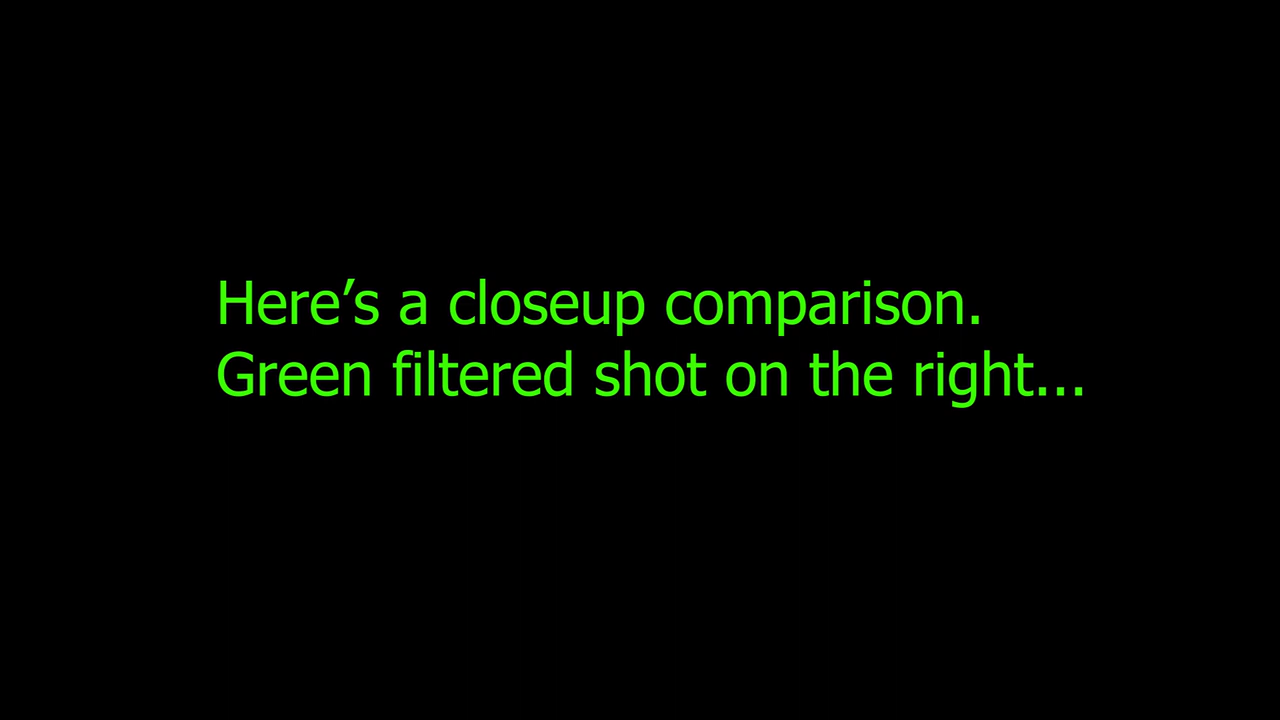 Here’s a closeup comparison.
Green filtered shot on the right...